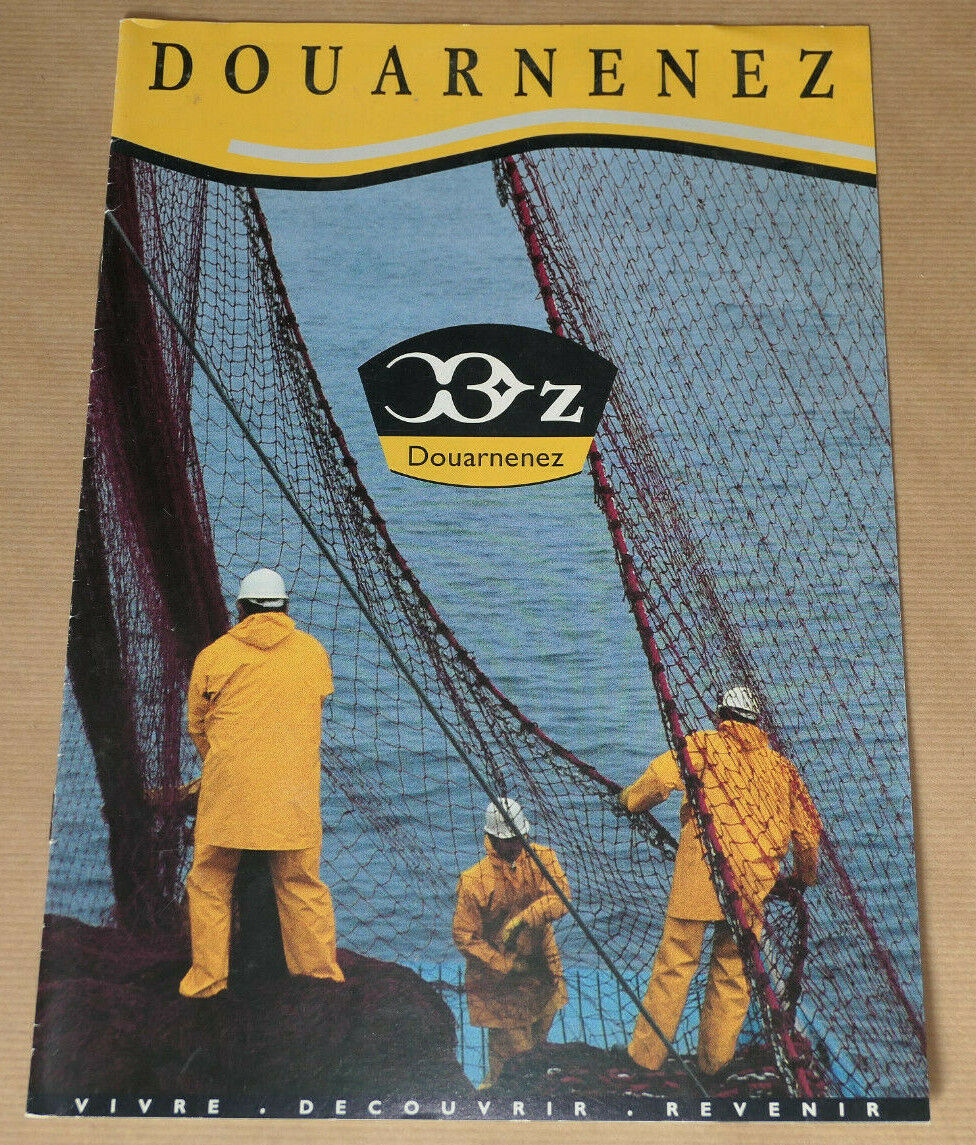 DOUARNENEZ
z
Douarnenez
VIVRE . DECOUVRIR . REVENIR